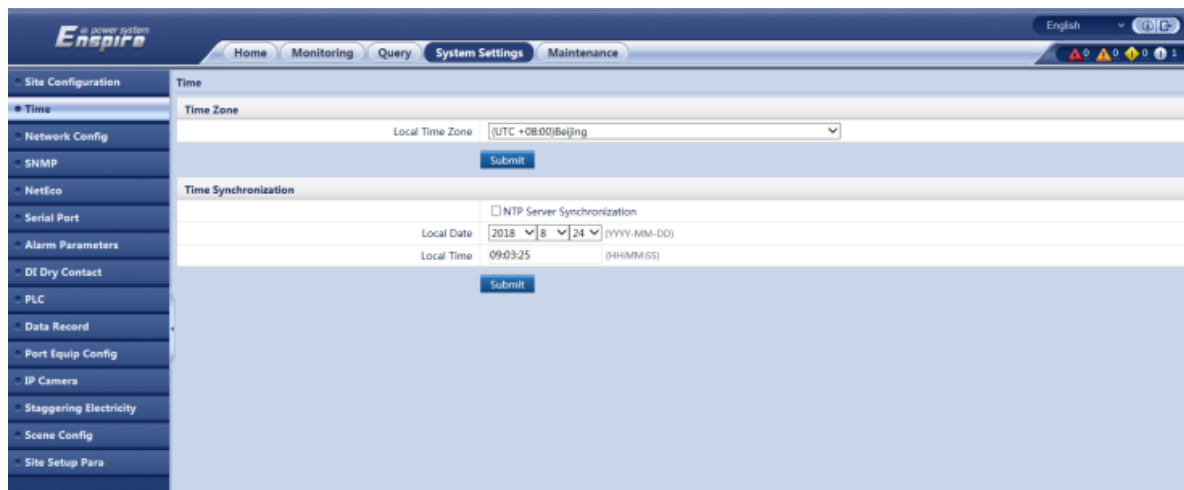 e power system
Enspire
English
Home Monitoring Query System Settings Maintenance
0 0 0 1
Site Configuration
Time
Network Config
SNMP
NetEco
Serial Port
Alarm Parameters
DI Dry Contact
PLC
Data Record
Port Equip Config
IP Camera
Staggering Electricity
Scene Config
Site Setup Para
Time
Time Zone
Local Time Zone (UTC +08:00)Beijing
Submit
Time Synchronization
NTP Server Synchronization
Local Date 2018 8 24 (YYYY-MM-DD)
Local Time 09:03:25 (HH:MM:SS)
Submit